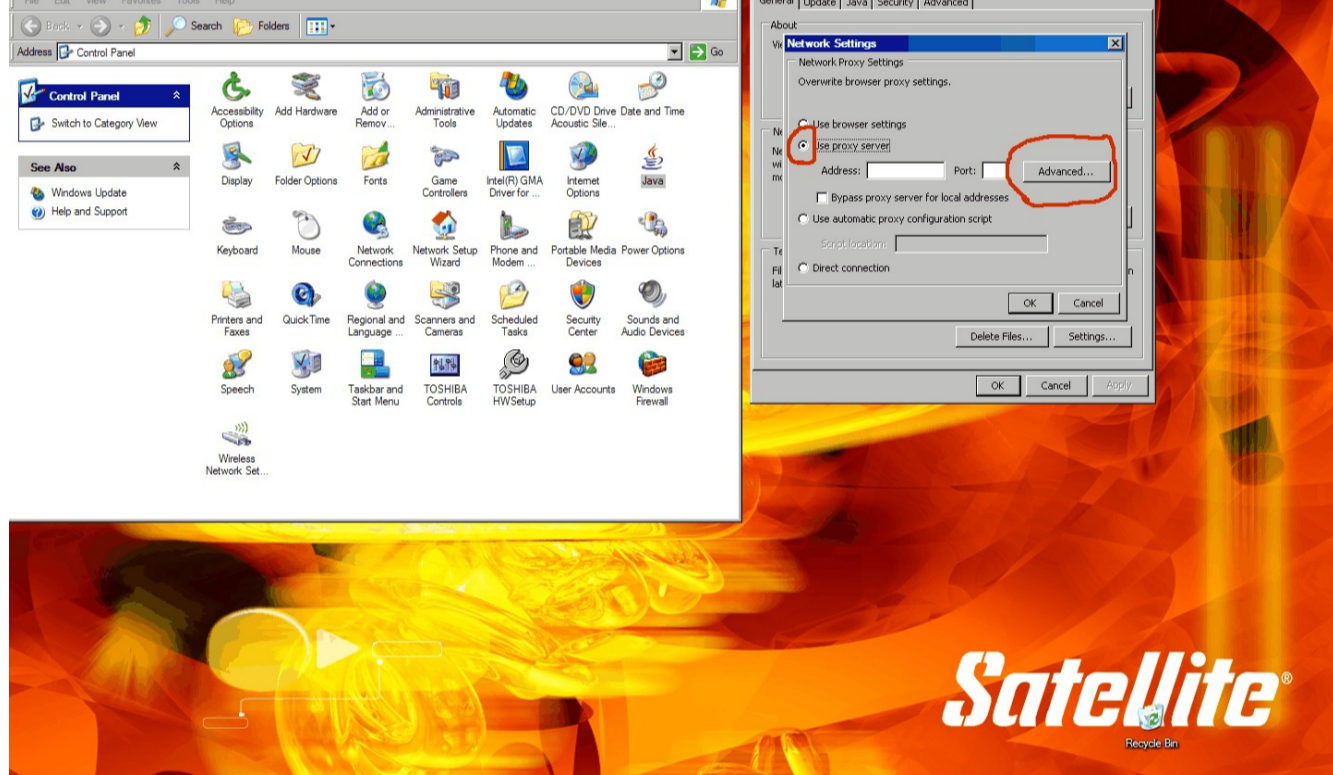 File Edit View Favorites Tools Help
Back Search Folders
Address Control Panel Go
Control Panel
Switch to Category View
See Also
Windows Update
Help and Support
Accessibility Options
Add Hardware
Add or Remov...
Administrative Tools
Automatic Updates
CD/DVD Drive Acoustic Sile...
Date and Time
Display
Folder Options
Fonts
Game Controllers
Intel(R) GMA Driver for ...
Internet Options
Java
Keyboard
Mouse
Network Connections
Network Setup Wizard
Phone and Modem ...
Portable Media Devices
Power Options
Printers and Faxes
QuickTime
Regional and Language ...
Scanners and Cameras
Scheduled Tasks
Security Center
Sounds and Audio Devices
Speech
System
Taskbar and Start Menu
TOSHIBA Controls
TOSHIBA HWSetup
User Accounts
Windows Firewall
Wireless Network Set...
General Update Java Security Advanced
About
Network Settings
Network Proxy Settings
Overwrite browser proxy settings.
Use browser settings
Use proxy server
Address: Port: Advanced...
Bypass proxy server for local addresses
Use automatic proxy configuration script
Script location:
Direct connection
OK Cancel
Delete Files... Settings...
OK Cancel Apply
Satellite®
Recycle Bin